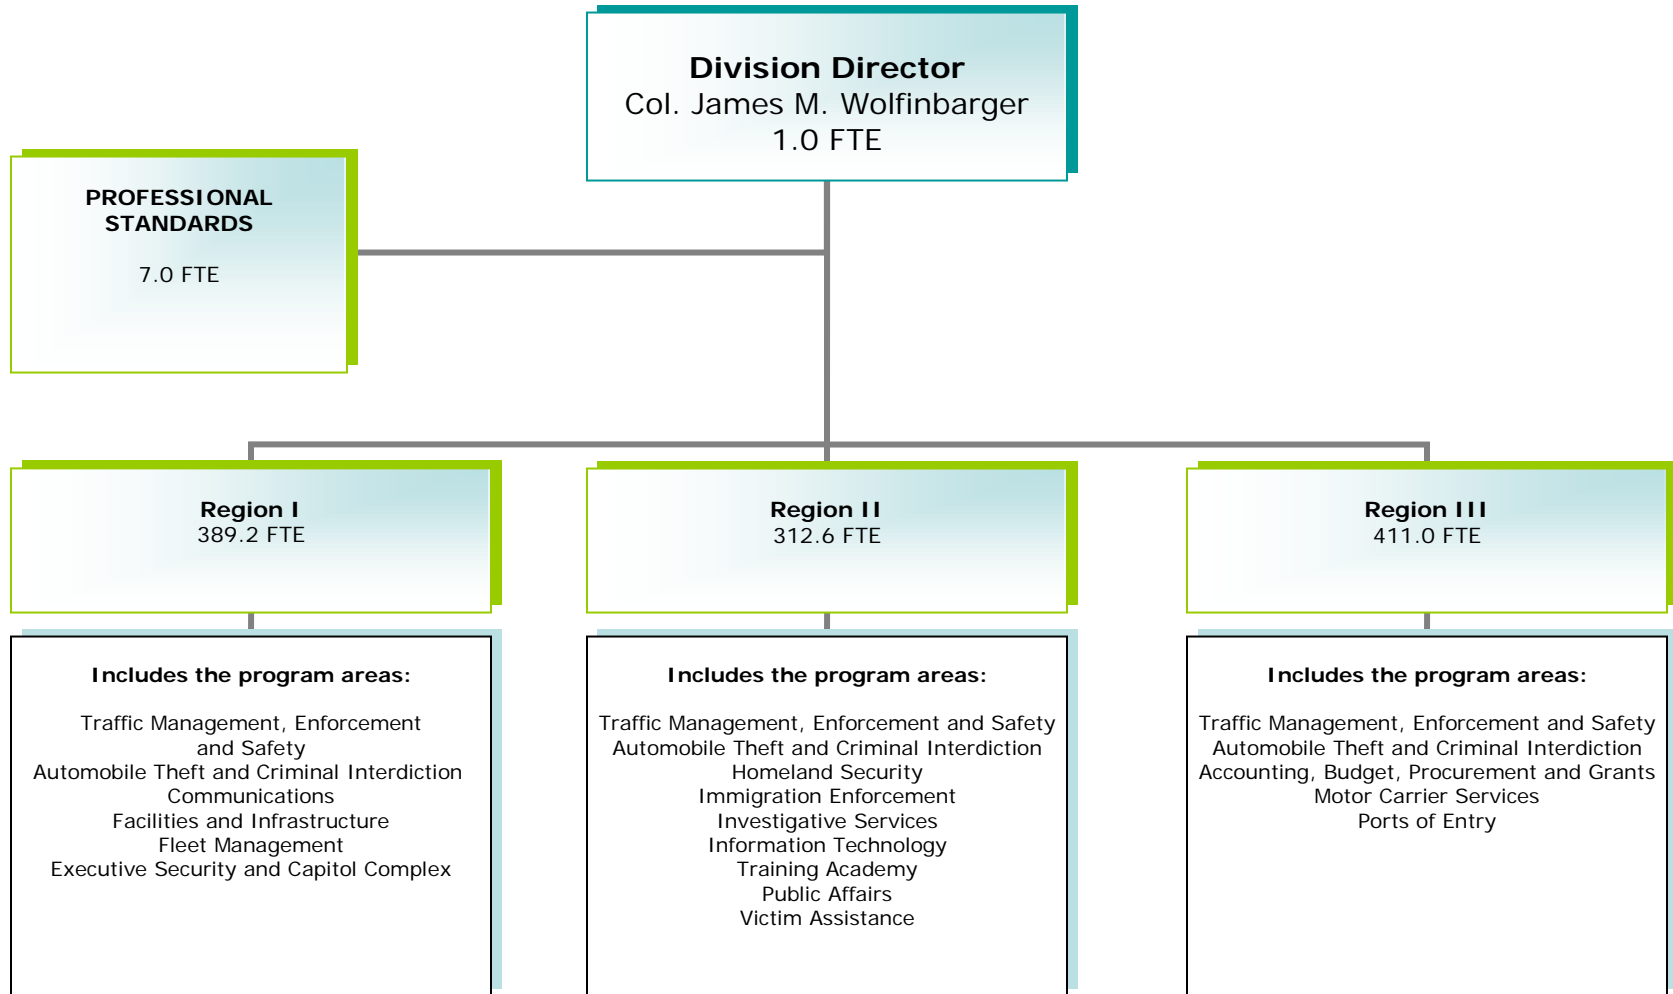 Division Director
Col. James M. Wolfinbarger
1.0 FTE
PROFESSIONAL
STANDARDS
7.0 FTE
Region I
389.2 FTE
Region II
312.6 FTE
Region III
411.0 FTE
Includes the program areas:
Traffic Management, Enforcement
and Safety
Automobile Theft and Criminal Interdiction
Communications
Facilities and Infrastructure
Fleet Management
Executive Security and Capitol Complex
Includes the program areas:
Traffic Management, Enforcement and Safety
Automobile Theft and Criminal Interdiction
Homeland Security
Immigration Enforcement
Investigative Services
Information Technology
Training Academy
Public Affairs
Victim Assistance
Includes the program areas:
Traffic Management, Enforcement and Safety
Automobile Theft and Criminal Interdiction
Accounting, Budget, Procurement and Grants
Motor Carrier Services
Ports of Entry